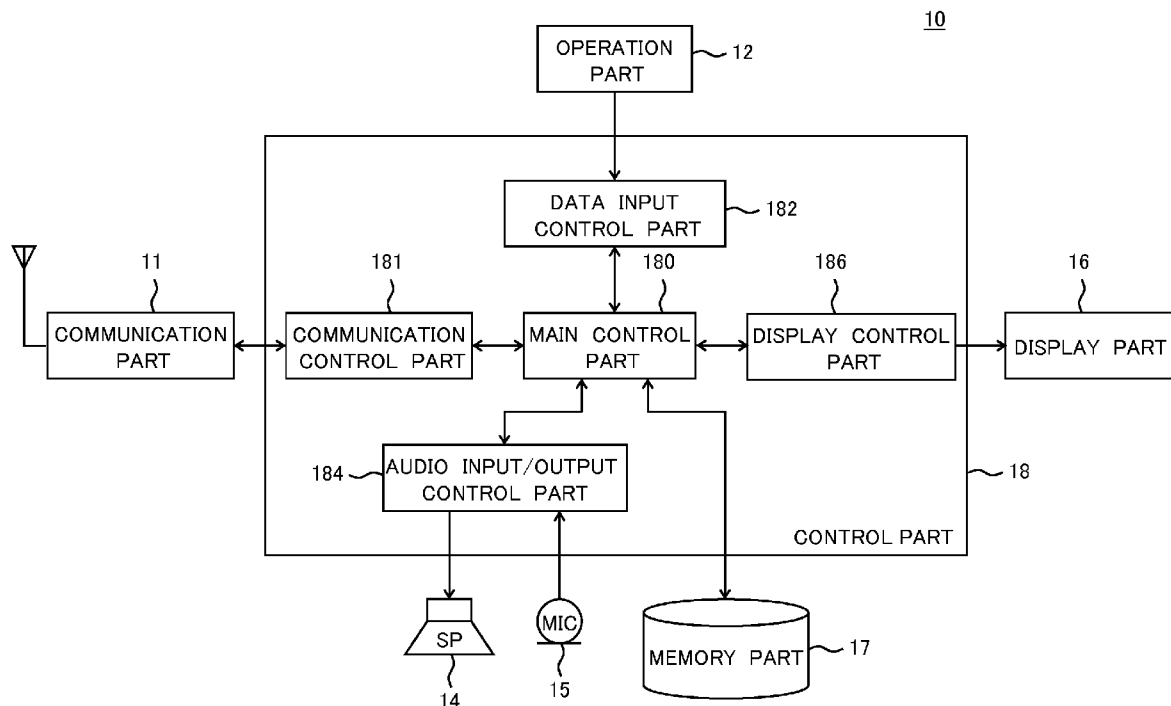 10
OPERATION
PART
12
DATA INPUT
CONTROL PART
182
11
181
180
186
16
COMMUNICATION
PART
COMMUNICATION
CONTROL PART
MAIN CONTROL
PART
DISPLAY CONTROL
PART
DISPLAY PART
184
AUDIO INPUT/OUTPUT
CONTROL PART
18
CONTROL PART
SP
14
MIC
15
MEMORY PART
17